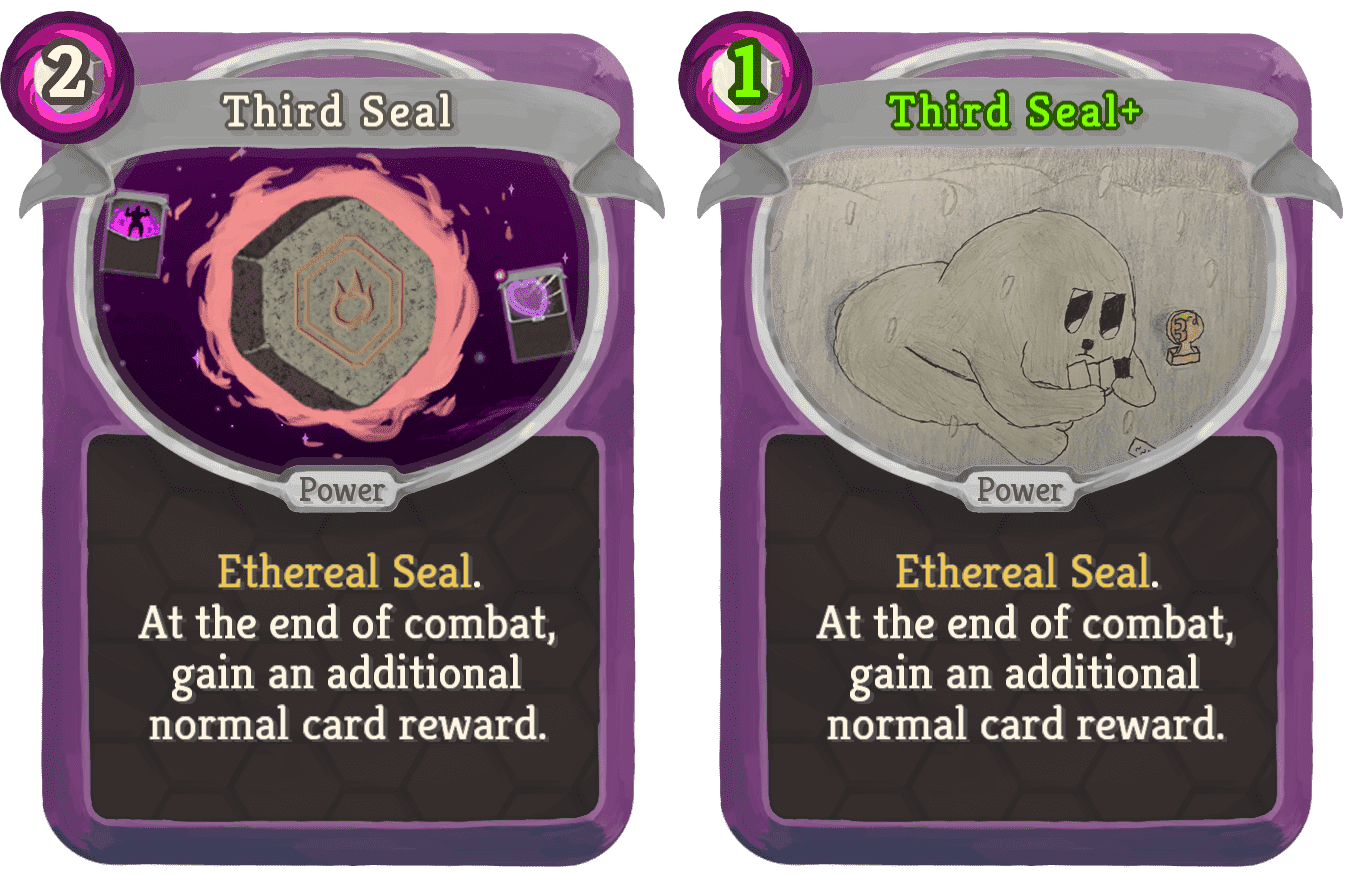 2
Third Seal
Power
Ethereal Seal.
At the end of combat,
gain an additional
normal card reward.
1
Third Seal+
3
Power
Ethereal Seal.
At the end of combat,
gain an additional
normal card reward.